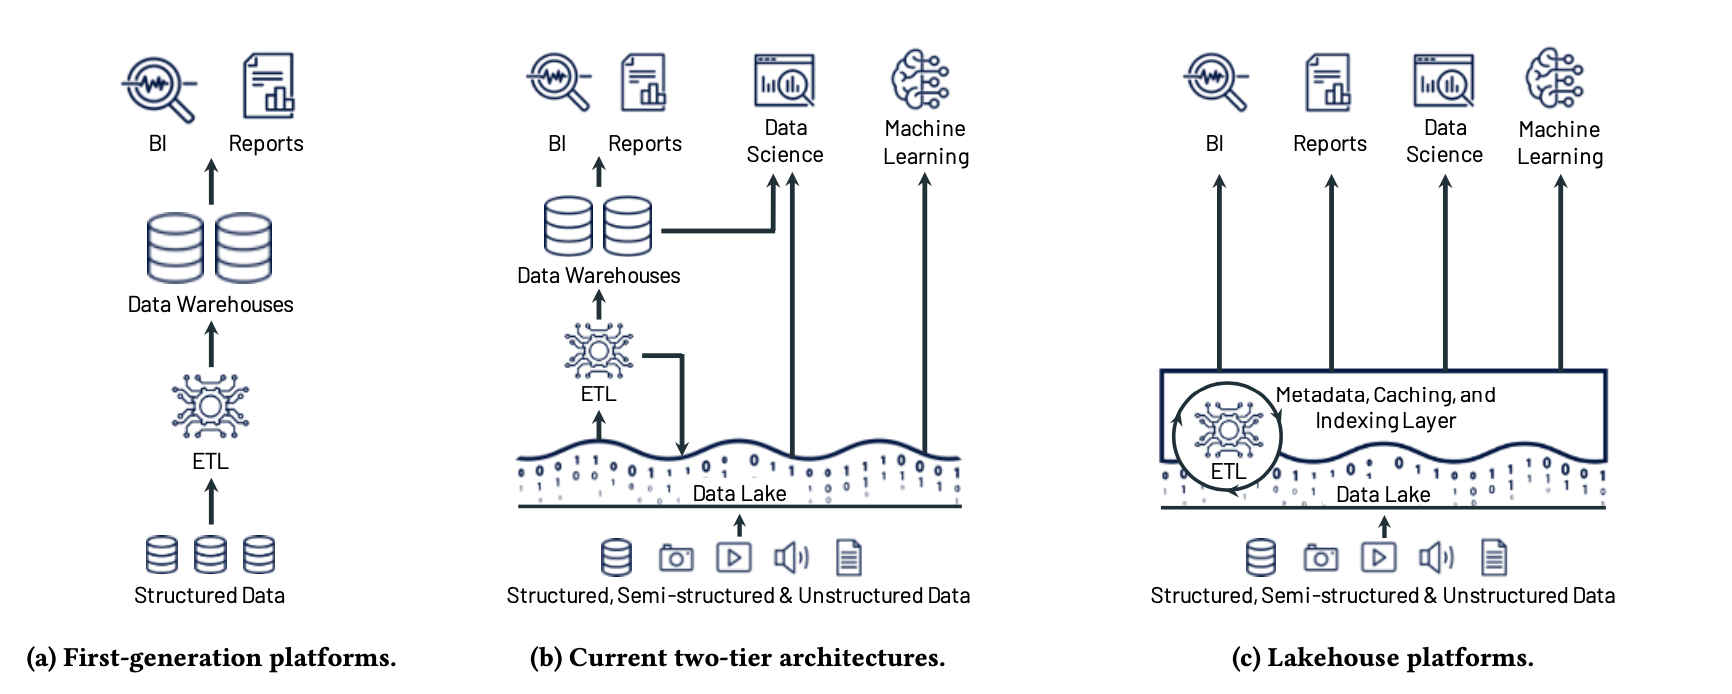 BI
Reports
Data Warehouses
ETL
Structured Data
(a) First-generation platforms.
BI
Reports
Data
Science
Machine
Learning
Data Warehouses
ETL
Data Lake
Structured, Semi-structured & Unstructured Data
(b) Current two-tier architectures.
BI
Reports
Data
Science
Machine
Learning
Metadata, Caching, and
Indexing Layer
ETL
Data Lake
Structured, Semi-structured & Unstructured Data
(c) Lakehouse platforms.